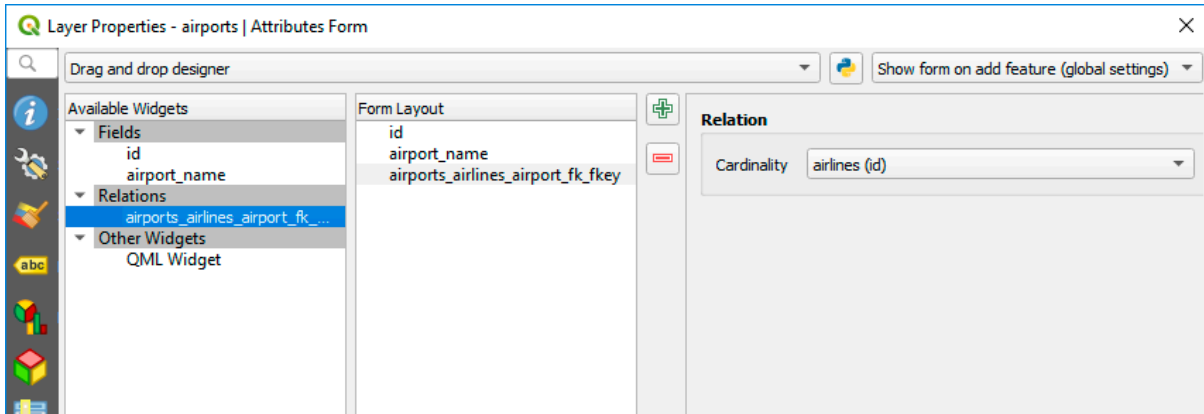 Layer Properties - airports | Attributes Form
Drag and drop designer
Show form on add feature (global settings)
Available Widgets
Fields
id
airport_name
Relations
airports_airlines_airport_fk_...
Other Widgets
QML Widget
Form Layout
id
airport_name
airports_airlines_airport_fk_fkey
Relation
Cardinality
airlines (id)
abc